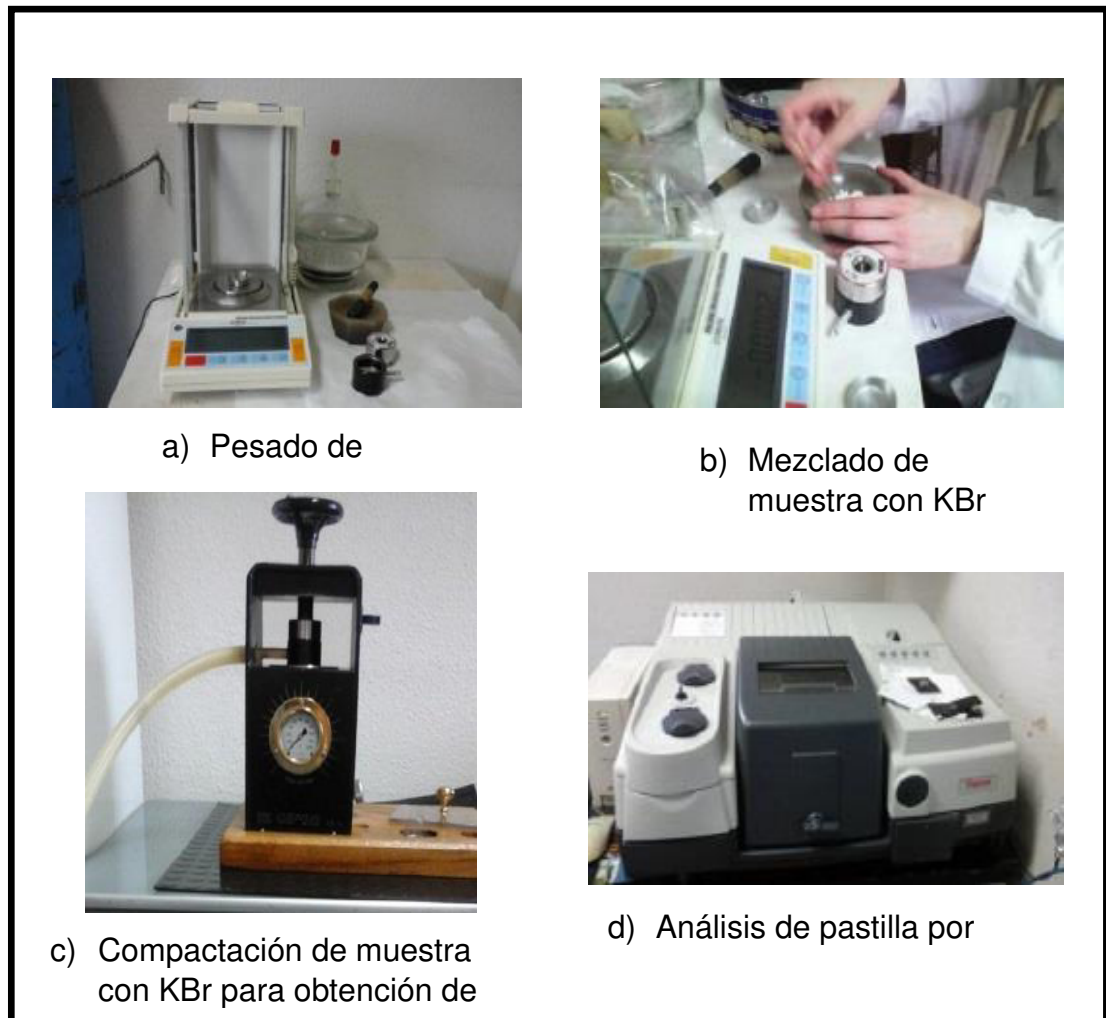 a) Pesado de
b) Mezclado de
muestra con KBr
c) Compactación de muestra
con KBr para obtención de
d) Análisis de pastilla por